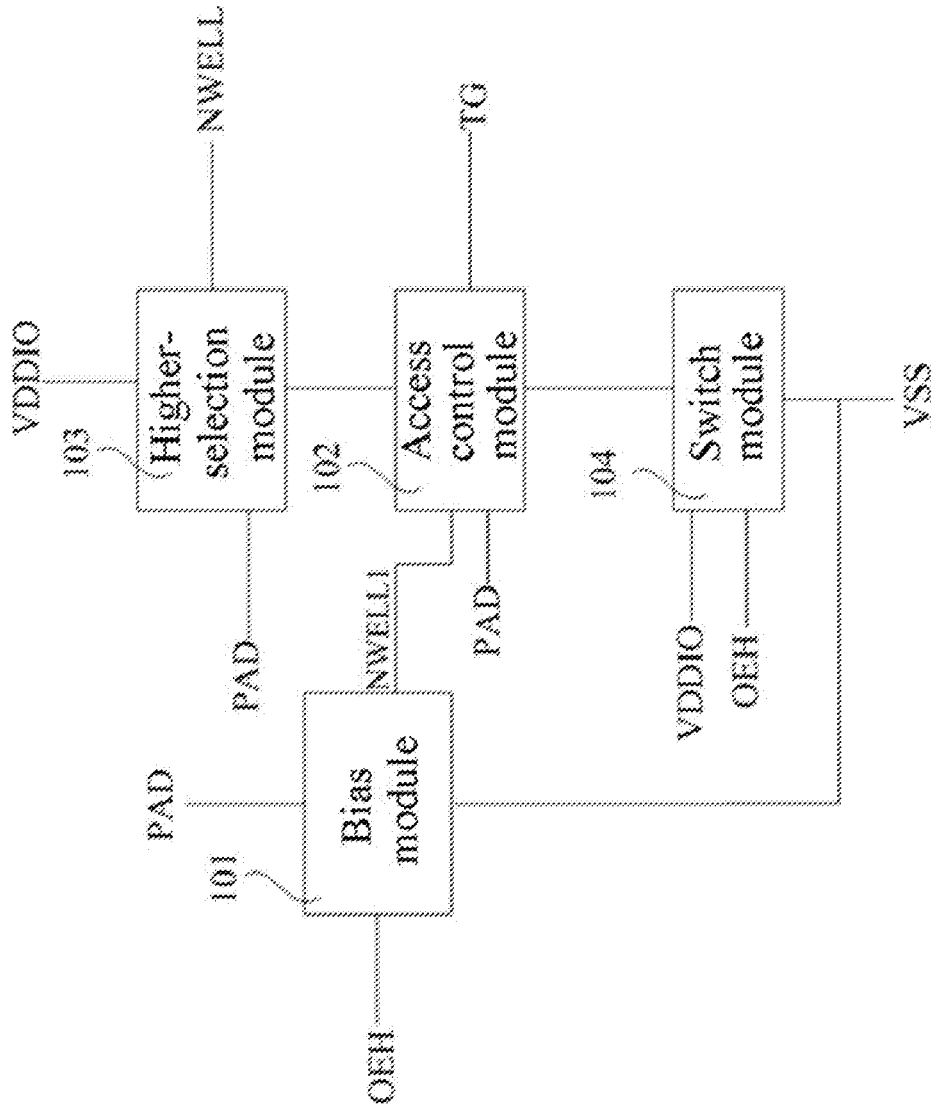 VDDIO
103
Higher-
selection
module
NWELL
PAD
PAD
101
Bias
module
OEH
NWELL1
102
Access
control
module
TG
PAD
104
Switch
module
VDDIO
OEH
VSS